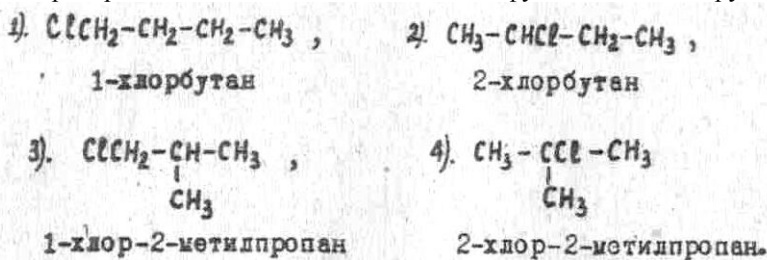 1). ClCH₂-CH₂-CH₂-CH₃ , 2). CH₃-CHCl-CH₂-CH₃ ,
1-хлорбутан 2-хлорбутан
3). ClCH₂-CH-CH₃ , 4). CH₃-CCl-CH₃
CH₃ CH₃
1-хлор-2-метилпропан 2-хлор-2-метилпропан.